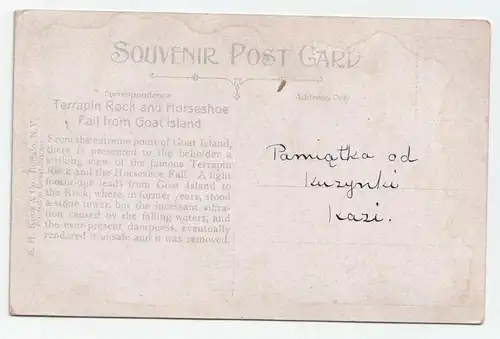 SOUVENIR POST CARD
Correspondence
Terrapin Rock and Horseshoe
Fall from Goat Island
From the extreme point of Goat Island,
there is presented to the beholder a
striking view of the famous Terrapin
Rock and the Horseshoe Fall. A light
footbridge leads from Goat Island to
the Rock, where, in former years, stood
a stone tower, but the incessant vibra-
tion caused by the falling waters, and
the ever-present dampness, eventually
rendered it unsafe and it was removed.
Address Only
Pamiątka od
Kuzynki
Kazi.